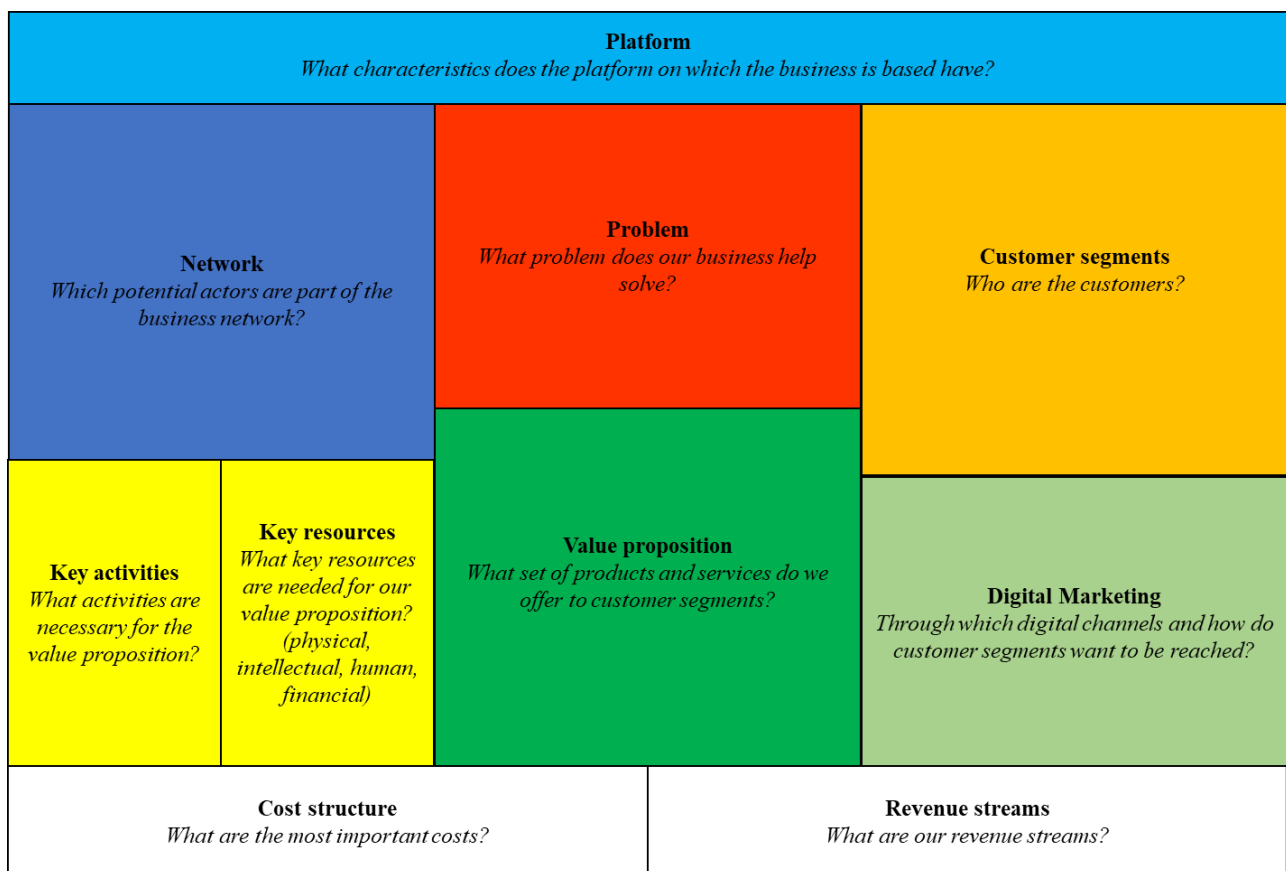 Platform
What characteristics does the platform on which the business is based have?
Network
Which potential actors are part of the
business network?
Problem
What problem does our business help
solve?
Customer segments
Who are the customers?
Key activities
What activities are
necessary for the
value proposition?
Key resources
What key resources
are needed for our
value proposition?
(physical,
intellectual, human,
financial)
Value proposition
What set of products and services do we
offer to customer segments?
Digital Marketing
Through which digital channels and how do
customer segments want to be reached?
Cost structure
What are the most important costs?
Revenue streams
What are our revenue streams?